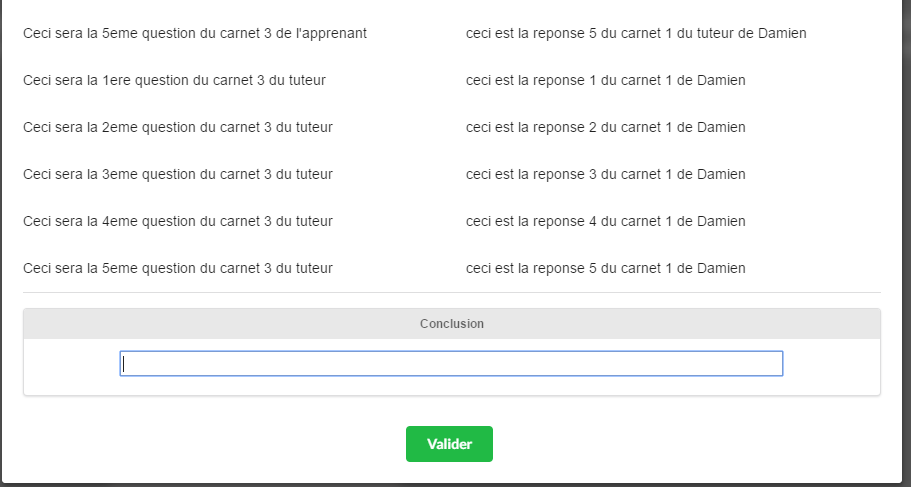 Ceci sera la 5eme question du carnet 3 de l'apprenant ceci est la reponse 5 du carnet 1 du tuteur de Damien
Ceci sera la 1ere question du carnet 3 du tuteur ceci est la reponse 1 du carnet 1 de Damien
Ceci sera la 2eme question du carnet 3 du tuteur ceci est la reponse 2 du carnet 1 de Damien
Ceci sera la 3eme question du carnet 3 du tuteur ceci est la reponse 3 du carnet 1 de Damien
Ceci sera la 4eme question du carnet 3 du tuteur ceci est la reponse 4 du carnet 1 de Damien
Ceci sera la 5eme question du carnet 3 du tuteur ceci est la reponse 5 du carnet 1 de Damien
Conclusion
Valider